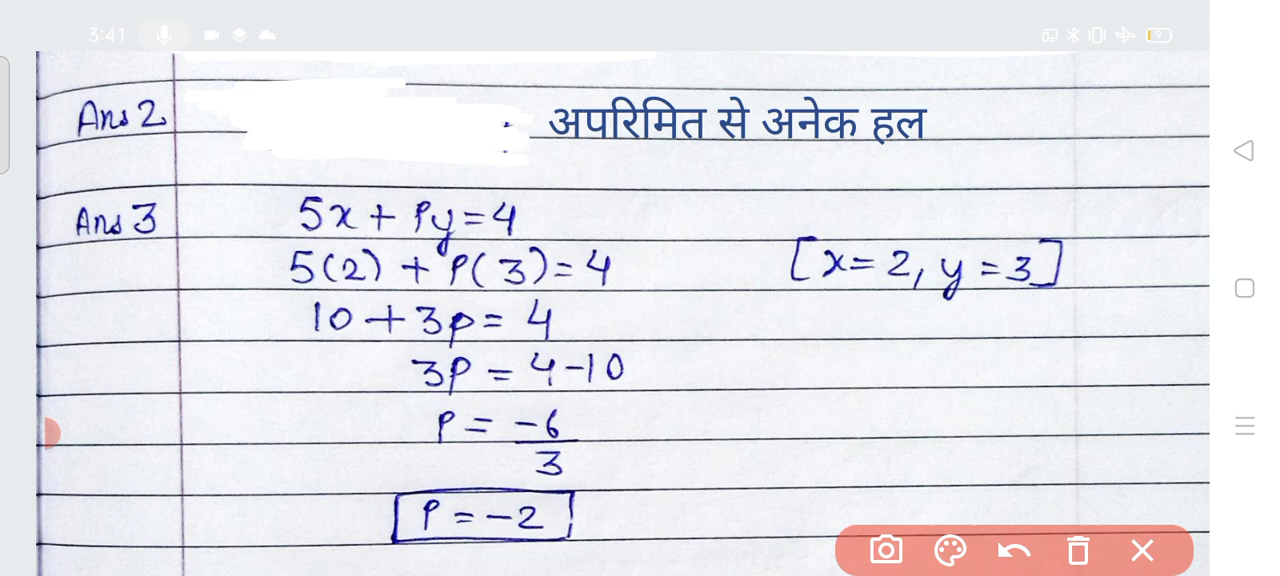 3:41
9
Ans 2 : अपरिमित से अनेक हल
Ans 3 5x + Py = 4
5(2) + P(3) = 4 [x = 2, y = 3]
10 + 3p = 4
3P = 4-10
P = -6/3
P = -2